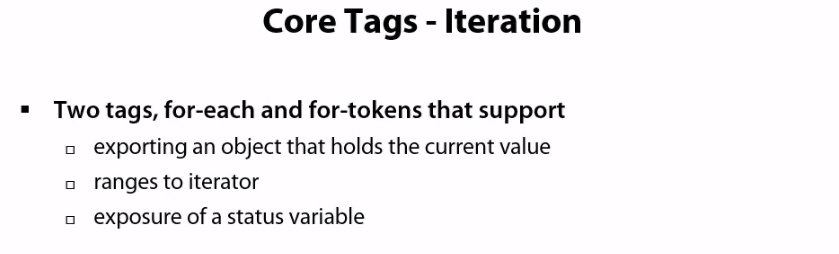 Core Tags - Iteration
Two tags, for-each and for-tokens that support
exporting an object that holds the current value
ranges to iterator
exposure of a status variable